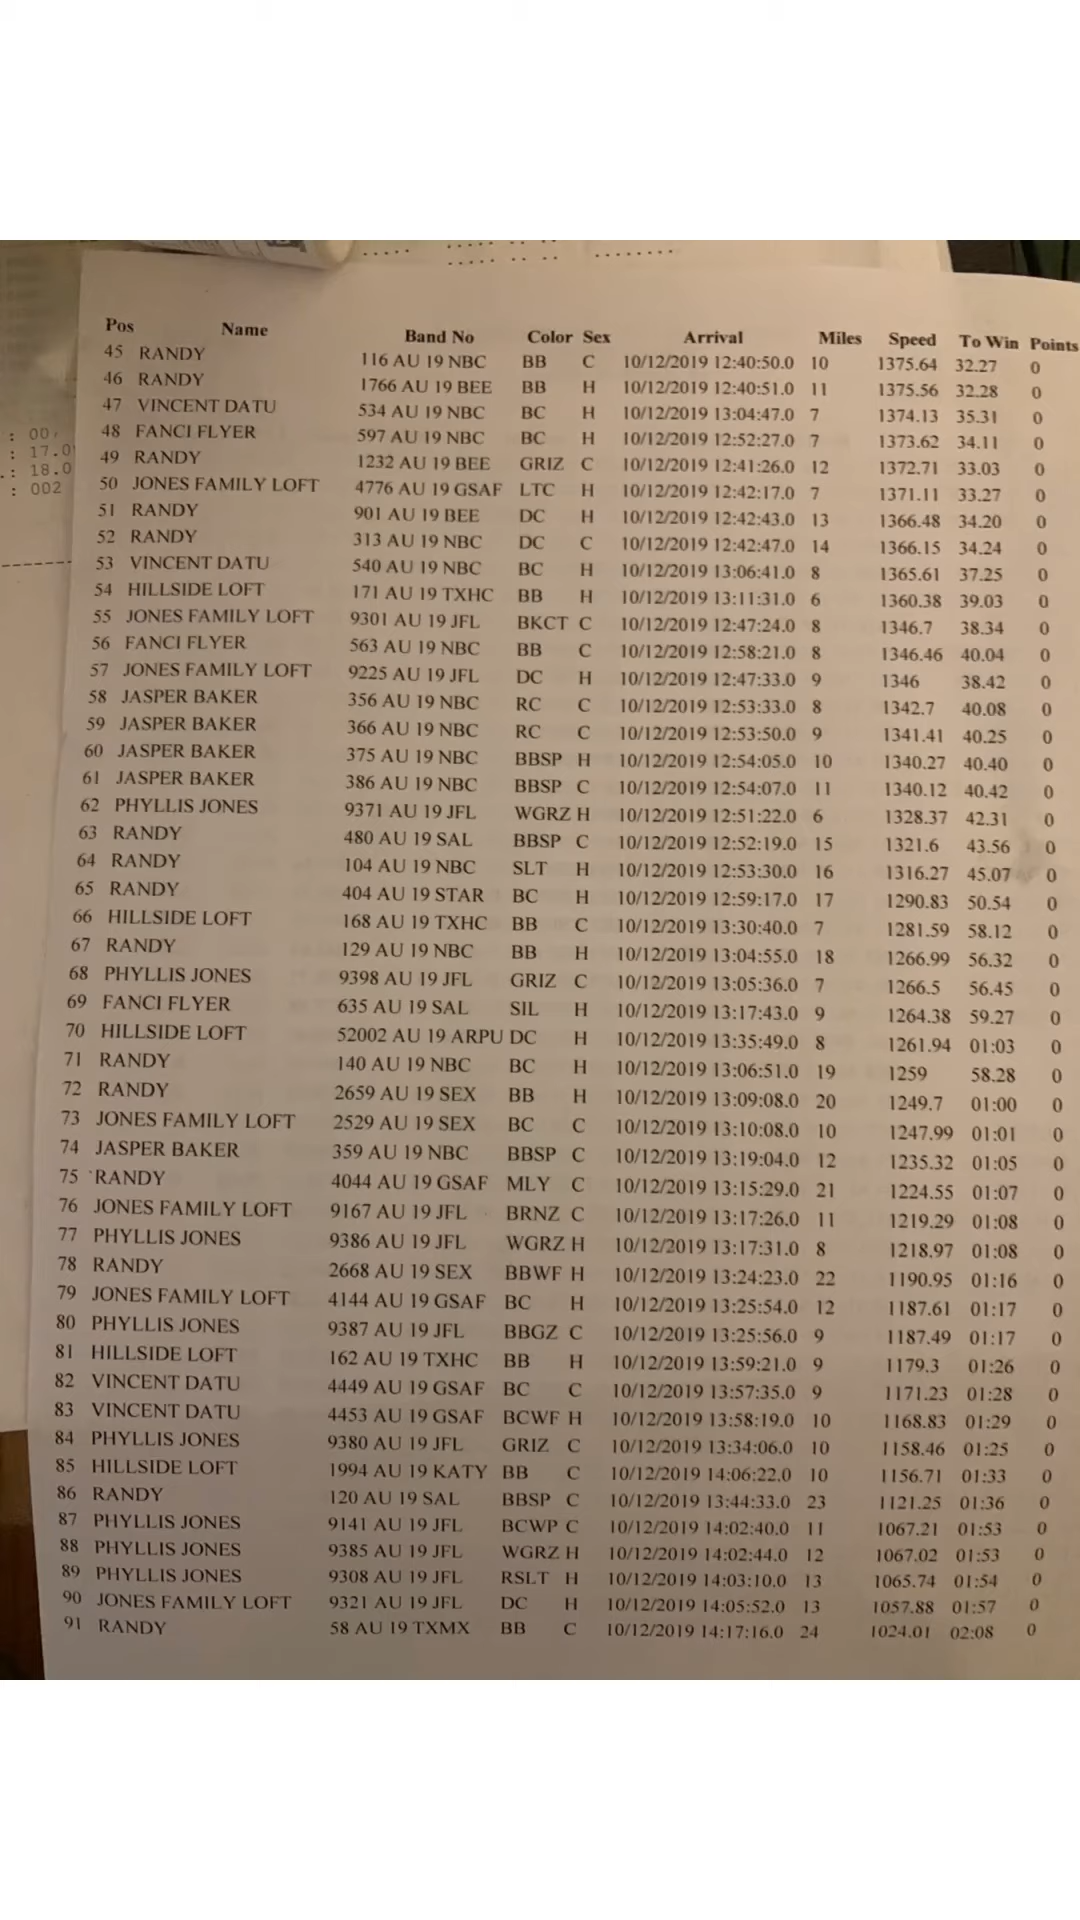 : 00
: 17.0
.: 18.0
: 002
Pos Name Band No Color Sex Arrival Miles Speed To Win Points
45 RANDY 116 AU 19 NBC BB C 10/12/2019 12:40:50.0 10 1375.64 32.27 0
46 RANDY 1766 AU 19 BEE BB H 10/12/2019 12:40:51.0 11 1375.56 32.28 0
47 VINCENT DATU 534 AU 19 NBC BC H 10/12/2019 13:04:47.0 7 1374.13 35.31 0
48 FANCI FLYER 597 AU 19 NBC BC H 10/12/2019 12:52:27.0 7 1373.62 34.11 0
49 RANDY 1232 AU 19 BEE GRIZ C 10/12/2019 12:41:26.0 12 1372.71 33.03 0
50 JONES FAMILY LOFT 4776 AU 19 GSAF LTC H 10/12/2019 12:42:17.0 7 1371.11 33.27 0
51 RANDY 901 AU 19 BEE DC H 10/12/2019 12:42:43.0 13 1366.48 34.20 0
52 RANDY 313 AU 19 NBC DC C 10/12/2019 12:42:47.0 14 1366.15 34.24 0
53 VINCENT DATU 540 AU 19 NBC BC H 10/12/2019 13:06:41.0 8 1365.61 37.25 0
54 HILLSIDE LOFT 171 AU 19 TXHC BB H 10/12/2019 13:11:31.0 6 1360.38 39.03 0
55 JONES FAMILY LOFT 9301 AU 19 JFL BKCT C 10/12/2019 12:47:24.0 8 1346.7 38.34 0
56 FANCI FLYER 563 AU 19 NBC BB C 10/12/2019 12:58:21.0 8 1346.46 40.04 0
57 JONES FAMILY LOFT 9225 AU 19 JFL DC H 10/12/2019 12:47:33.0 9 1346 38.42 0
58 JASPER BAKER 356 AU 19 NBC RC C 10/12/2019 12:53:33.0 8 1342.7 40.08 0
59 JASPER BAKER 366 AU 19 NBC RC C 10/12/2019 12:53:50.0 9 1341.41 40.25 0
60 JASPER BAKER 375 AU 19 NBC BBSP H 10/12/2019 12:54:05.0 10 1340.27 40.40 0
61 JASPER BAKER 386 AU 19 NBC BBSP C 10/12/2019 12:54:07.0 11 1340.12 40.42 0
62 PHYLLIS JONES 9371 AU 19 JFL WGRZ H 10/12/2019 12:51:22.0 6 1328.37 42.31 0
63 RANDY 480 AU 19 SAL BBSP C 10/12/2019 12:52:19.0 15 1321.6 43.56 0
64 RANDY 104 AU 19 NBC SLT H 10/12/2019 12:53:30.0 16 1316.27 45.07 0
65 RANDY 404 AU 19 STAR BC H 10/12/2019 12:59:17.0 17 1290.83 50.54 0
66 HILLSIDE LOFT 168 AU 19 TXHC BB C 10/12/2019 13:30:40.0 7 1281.59 58.12 0
67 RANDY 129 AU 19 NBC BB H 10/12/2019 13:04:55.0 18 1266.99 56.32 0
68 PHYLLIS JONES 9398 AU 19 JFL GRIZ C 10/12/2019 13:05:36.0 7 1266.5 56.45 0
69 FANCI FLYER 635 AU 19 SAL SIL H 10/12/2019 13:17:43.0 9 1264.38 59.27 0
70 HILLSIDE LOFT 52002 AU 19 ARPU DC H 10/12/2019 13:35:49.0 8 1261.94 01:03 0
71 RANDY 140 AU 19 NBC BC H 10/12/2019 13:06:51.0 19 1259 58.28 0
72 RANDY 2659 AU 19 SEX BB H 10/12/2019 13:09:08.0 20 1249.7 01:00 0
73 JONES FAMILY LOFT 2529 AU 19 SEX BC C 10/12/2019 13:10:08.0 10 1247.99 01:01 0
74 JASPER BAKER 359 AU 19 NBC BBSP C 10/12/2019 13:19:04.0 12 1235.32 01:05 0
75 RANDY 4044 AU 19 GSAF MLY C 10/12/2019 13:15:29.0 21 1224.55 01:07 0
76 JONES FAMILY LOFT 9167 AU 19 JFL BRNZ C 10/12/2019 13:17:26.0 11 1219.29 01:08 0
77 PHYLLIS JONES 9386 AU 19 JFL WGRZ H 10/12/2019 13:17:31.0 8 1218.97 01:08 0
78 RANDY 2668 AU 19 SEX BBWF H 10/12/2019 13:24:23.0 22 1190.95 01:16 0
79 JONES FAMILY LOFT 4144 AU 19 GSAF BC H 10/12/2019 13:25:54.0 12 1187.61 01:17 0
80 PHYLLIS JONES 9387 AU 19 JFL BBGZ C 10/12/2019 13:25:56.0 9 1187.49 01:17 0
81 HILLSIDE LOFT 162 AU 19 TXHC BB H 10/12/2019 13:59:21.0 9 1179.3 01:26 0
82 VINCENT DATU 4449 AU 19 GSAF BC C 10/12/2019 13:57:35.0 9 1171.23 01:28 0
83 VINCENT DATU 4453 AU 19 GSAF BCWF H 10/12/2019 13:58:19.0 10 1168.83 01:29 0
84 PHYLLIS JONES 9380 AU 19 JFL GRIZ C 10/12/2019 13:34:06.0 10 1158.46 01:25 0
85 HILLSIDE LOFT 1994 AU 19 KATY BB C 10/12/2019 14:06:22.0 10 1156.71 01:33 0
86 RANDY 120 AU 19 SAL BBSP C 10/12/2019 13:44:33.0 23 1121.25 01:36 0
87 PHYLLIS JONES 9141 AU 19 JFL BCWP C 10/12/2019 14:02:40.0 11 1067.21 01:53 0
88 PHYLLIS JONES 9385 AU 19 JFL WGRZ H 10/12/2019 14:02:44.0 12 1067.02 01:53 0
89 PHYLLIS JONES 9308 AU 19 JFL RSLT H 10/12/2019 14:03:10.0 13 1065.74 01:54 0
90 JONES FAMILY LOFT 9321 AU 19 JFL DC H 10/12/2019 14:05:52.0 13 1057.88 01:57 0
91 RANDY 58 AU 19 TXMX BB C 10/12/2019 14:17:16.0 24 1024.01 02:08 0